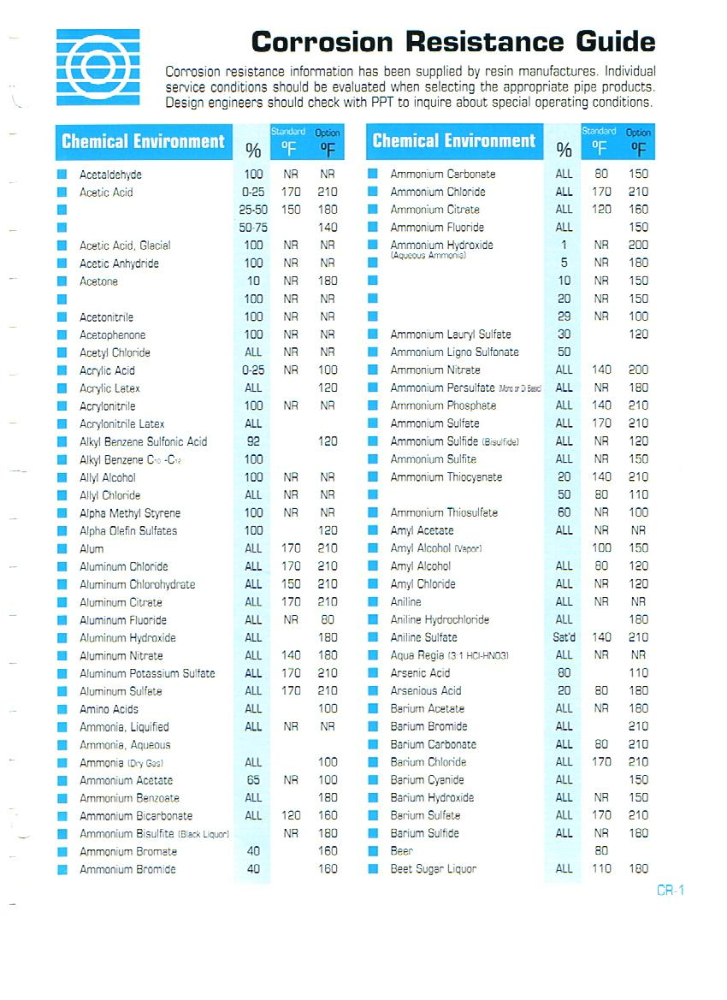 Corrosion Resistance Guide
Corrosion resistance information has been supplied by resin manufactures. Individual
service conditions should be evaluated when selecting the appropriate pipe products.
Design engineers should check with PPT to inquire about special operating conditions.
Chemical Environment % Standard ºF Option ºF
Acetaldehyde 100 NR NR
Acetic Acid 0-25 170 210
25-50 150 180
50-75 140
Acetic Acid, Glacial 100 NR NR
Acetic Anhydride 100 NR NR
Acetone 10 NR 180
100 NR NR
Acetonitrile 100 NR NR
Acetophenone 100 NR NR
Acetyl Chloride ALL NR NR
Acrylic Acid 0-25 NR 100
Acrylic Latex ALL 120
Acrylonitrile 100 NR NR
Acrylonitrile Latex ALL
Alkyl Benzene Sulfonic Acid 92 120
Alkyl Benzene C10 -C12 100
Allyl Alcohol 100 NR NR
Allyl Chloride ALL NR NR
Alpha Methyl Styrene 100 NR NR
Alpha Olefin Sulfates 100 120
Alum ALL 170 210
Aluminum Chloride ALL 170 210
Aluminum Chlorohydrate ALL 150 210
Aluminum Citrate ALL 170 210
Aluminum Fluoride ALL NR 80
Aluminum Hydroxide ALL 180
Aluminum Nitrate ALL 140 180
Aluminum Potassium Sulfate ALL 170 210
Aluminum Sulfate ALL 170 210
Amino Acids ALL 100
Ammonia, Liquified ALL NR NR
Ammonia, Aqueous
Ammonia (Dry Gas) ALL 100
Ammonium Acetate 65 NR 100
Ammonium Benzoate ALL 180
Ammonium Bicarbonate ALL 120 160
Ammonium Bisulfite (Black Liquor) NR 180
Ammonium Bromate 40 160
Ammonium Bromide 40 160
Chemical Environment % Standard ºF Option ºF
Ammonium Carbonate ALL 80 150
Ammonium Chloride ALL 170 210
Ammonium Citrate ALL 120 160
Ammonium Fluoride ALL 150
Ammonium Hydroxide 1 NR 200
(Aqueous Ammonia)
5 NR 180
10 NR 150
20 NR 150
29 NR 100
Ammonium Lauryl Sulfate 30 120
Ammonium Ligno Sulfonate 50
Ammonium Nitrate ALL 140 200
Ammonium Persulfate (Mono or Di Basic) ALL NR 180
Ammonium Phosphate ALL 140 210
Ammonium Sulfate ALL 170 210
Ammonium Sulfide (Bisulfide) ALL NR 120
Ammonium Sulfite ALL NR 150
Ammonium Thiocyanate 20 140 210
50 80 110
Ammonium Thiosulfate 60 NR 100
Amyl Acetate ALL NR NR
Amyl Alcohol (Vapor) 100 150
Amyl Alcohol ALL 80 120
Amyl Chloride ALL NR 120
Aniline ALL NR NR
Aniline Hydrochloride ALL 180
Aniline Sulfate Sat'd 140 210
Aqua Regia (3:1 HCl-HNO3) ALL NR NR
Arsenic Acid 80 110
Arsenious Acid 20 80 180
Barium Acetate ALL NR 180
Barium Bromide ALL 210
Barium Carbonate ALL 80 210
Barium Chloride ALL 170 210
Barium Cyanide ALL 150
Barium Hydroxide ALL NR 150
Barium Sulfate ALL 170 210
Barium Sulfide ALL NR 180
Beer 80
Beet Sugar Liquor ALL 110 180
CR-1